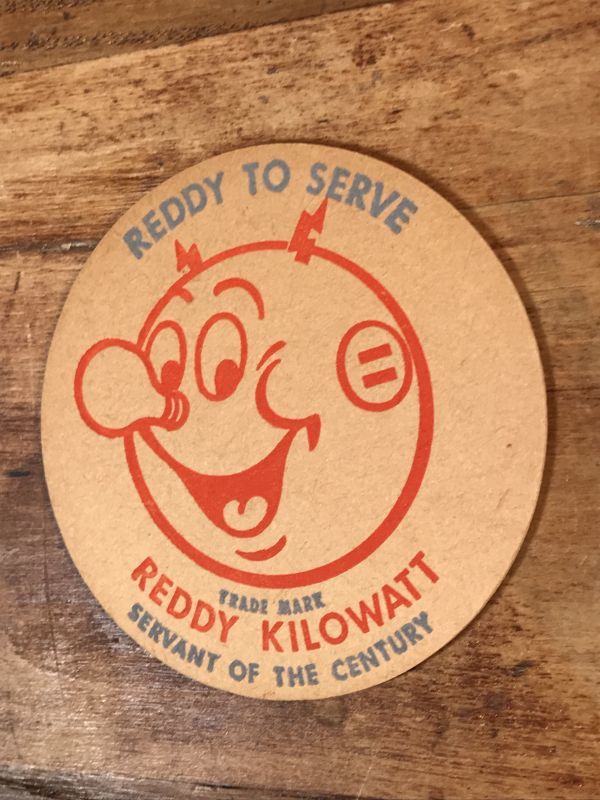 REDDY TO SERVE
TRADE MARK
REDDY KILOWATT
SERVANT OF THE CENTURY